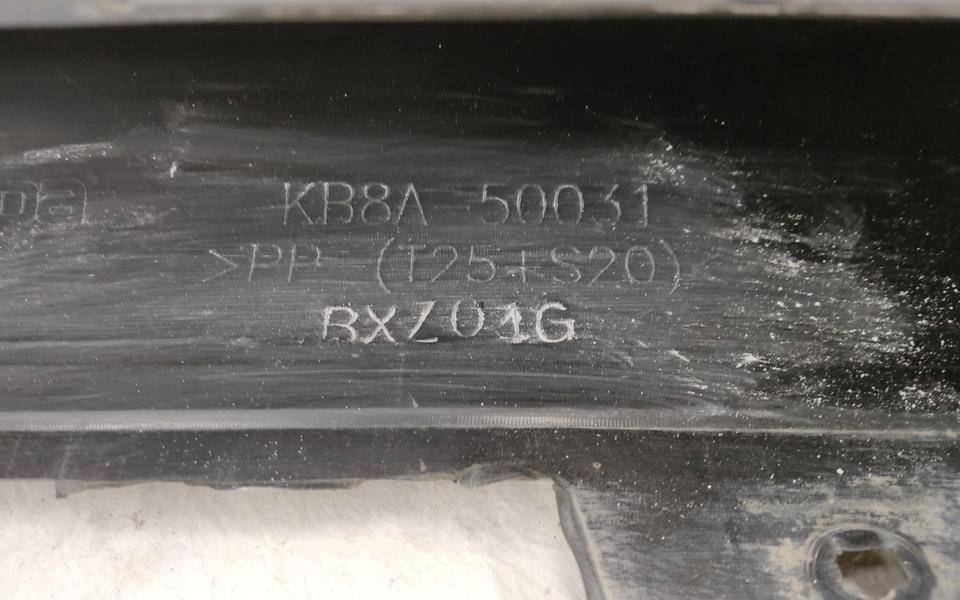 KB8A 50031
>PP (T25+S20)
BXZ01G